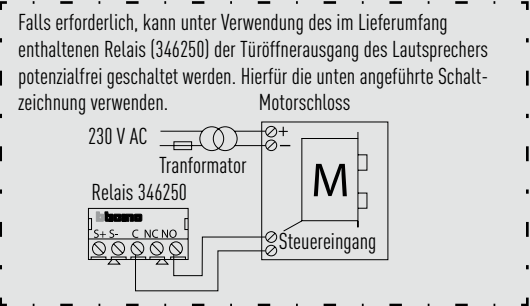 Falls erforderlich, kann unter Verwendung des im Lieferumfang
enthaltenen Relais (346250) der Türöffnerausgang des Lautsprechers
potenzialfrei geschaltet werden. Hierfür die unten angeführte Schalt-
zeichnung verwenden.
Motorschloss
230 V AC
+
–
Tranformator
M
Relais 346250
bticino
S+ S- C NC NO
Steuereingang